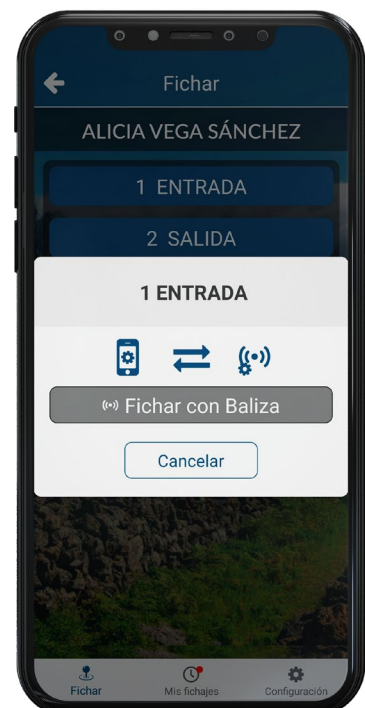 Fichar
ALICIA VEGA SÁNCHEZ
1 ENTRADA
2 SALIDA
1 ENTRADA
Fichar con Baliza
Cancelar
Fichar
Mis fichajes
Configuración